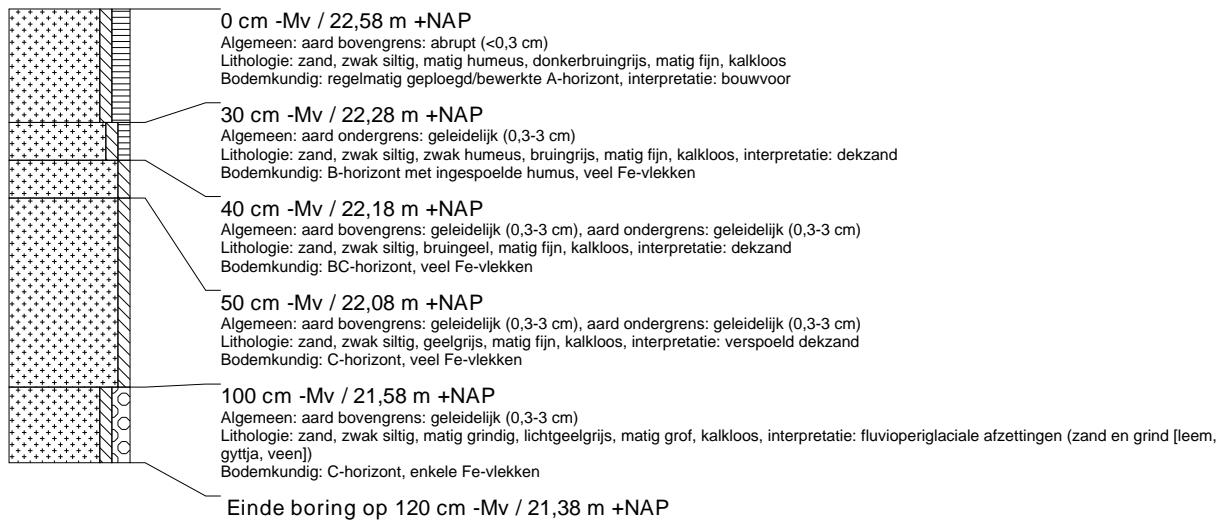 0 cm -Mv / 22,58 m +NAP
Algemeen: aard bovengrens: abrupt (<0,3 cm)
Lithologie: zand, zwak siltig, matig humeus, donkerbruingrijs, matig fijn, kalkloos
Bodemkundig: regelmatig geploegd/bewerkte A-horizont, interpretatie: bouwvoor
30 cm -Mv / 22,28 m +NAP
Algemeen: aard ondergrens: geleidelijk (0,3-3 cm)
Lithologie: zand, zwak siltig, zwak humeus, bruingrijs, matig fijn, kalkloos, interpretatie: dekzand
Bodemkundig: B-horizont met ingespoelde humus, veel Fe-vlekken
40 cm -Mv / 22,18 m +NAP
Algemeen: aard bovengrens: geleidelijk (0,3-3 cm), aard ondergrens: geleidelijk (0,3-3 cm)
Lithologie: zand, zwak siltig, bruingeel, matig fijn, kalkloos, interpretatie: dekzand
Bodemkundig: BC-horizont, veel Fe-vlekken
50 cm -Mv / 22,08 m +NAP
Algemeen: aard bovengrens: geleidelijk (0,3-3 cm), aard ondergrens: geleidelijk (0,3-3 cm)
Lithologie: zand, zwak siltig, geelgrijs, matig fijn, kalkloos, interpretatie: verspoeld dekzand
Bodemkundig: C-horizont, veel Fe-vlekken
100 cm -Mv / 21,58 m +NAP
Algemeen: aard bovengrens: geleidelijk (0,3-3 cm)
Lithologie: zand, zwak siltig, matig grindig, lichtgeelgrijs, matig grof, kalkloos, interpretatie: fluvioperiglaciale afzettingen (zand en grind [leem,
gyttja, veen])
Bodemkundig: C-horizont, enkele Fe-vlekken
Einde boring op 120 cm -Mv / 21,38 m +NAP